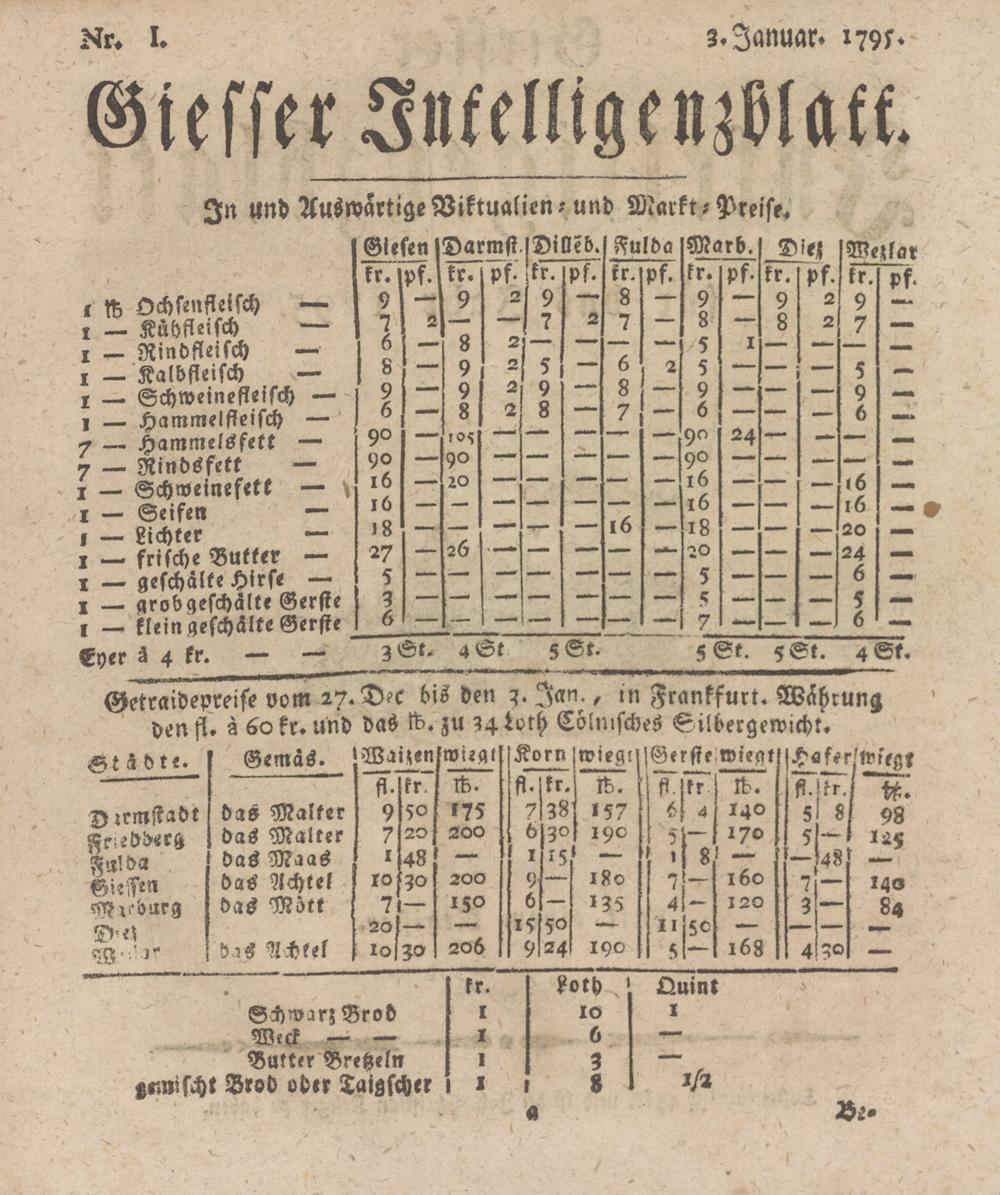 Nr. I. 3. Januar. 1795.
Giesser Intelligenzblatt.
In und Auswärtige Viktualien- und Markt-Preise.
Giesen Darmst. Dilleb. Fulda Marb. Diez Wezlar
kr. pf. kr. pf. kr. pf. kr. pf. kr. pf. kr. pf. kr. pf.
1 ℔ Ochsenfleisch — 9 — 9 2 9 — 8 — 9 — 9 2 9 —
1 — Kühfleisch — 7 2 — — 7 2 7 — 8 — 8 2 7 —
1 — Rindfleisch — 6 — 8 2 — — — — 5 1 — — — —
1 — Kalbfleisch — 8 — 9 2 5 — 6 2 5 — — — 5 —
1 — Schweinefleisch — 9 — 9 2 9 — 8 — 9 — — — 9 —
1 — Hammelfleisch — 6 — 8 2 8 — 7 — 6 — — — 6 —
7 — Hammelsfett — 90 — 105 — — — — — 90 24 — — — —
7 — Rindsfett — 90 — 90 — — — — — 90 — — — — —
1 — Schweinefett — 16 — 20 — — — — — 16 — — — 16 —
1 — Seifen — 16 — — — — — — — 16 — — — 16 —
1 — Lichter — 18 — — — — — 16 — 18 — — — 20 —
1 — frische Butter — 27 — 26 — — — — — 20 — — — 24 —
1 — geschälte Hirse — 5 — — — — — — — 5 — — — 6 —
1 — grob geschälte Gerste 3 — — — — — — — 5 — — — 5 —
1 — klein geschälte Gerste 6 — — — — — — — 7 — — — 6 —
Eyer à 4 kr. — — 3 St. 4 St 5 St. 5 St. 5 St. 4 St.
Getraidepreise vom 27. Dec bis den 3. Jan., in Frankfurt. Währung
den fl. à 60 kr. und das ℔. zu 34 Loth Cölnisches Silbergewicht.
Städte. Gemäs. Waizen wiegt Korn wiegt Gerste wiegt Hafer wiegt
fl. kr. ℔. fl. kr. ℔. fl. kr. ℔. fl. kr. ℔.
Darmstadt das Malter 9 50 175 7 38 157 6 4 140 5 8 98
Friedberg das Malter 7 20 200 6 30 190 5 — 170 5 — 125
Fulda das Maas 1 48 — 1 15 — 1 8 — — 48 —
Giessen das Achtel 10 30 200 9 — 180 7 — 160 7 — 140
Marburg das Mött 7 — 150 6 — 135 4 — 120 3 — 84
Diez 20 — — 15 50 — 11 50 — — — —
Wezlar das Achtel 10 30 206 9 24 190 5 — 168 4 30 —
kr. Loth Quint
Schwarz Brod 1 10 1
Weck — — 1 6 —
Butter Bretzeln 1 3 —
gemischt Brod oder Taigscher 1 8 1/2
a Be-